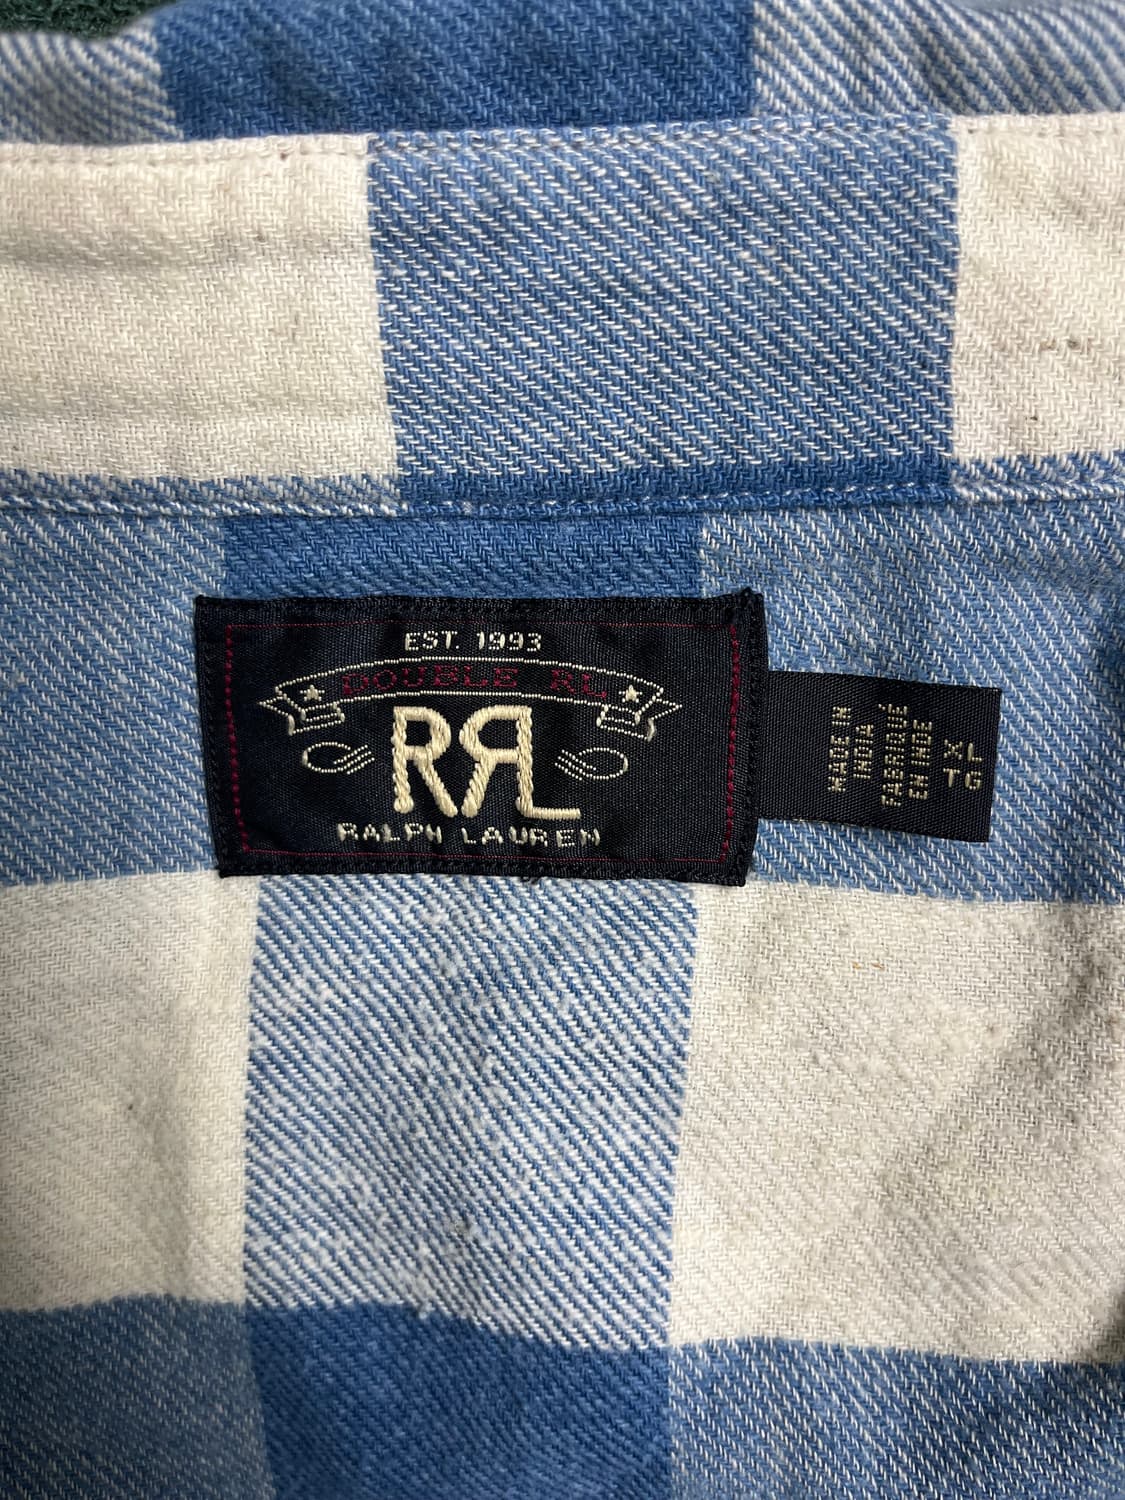 EST. 1993
DOUBLE RL
RRL
RALPH LAUREN
MADE IN
INDIA
FABRIQUÉ
EN INDE
XL
TG